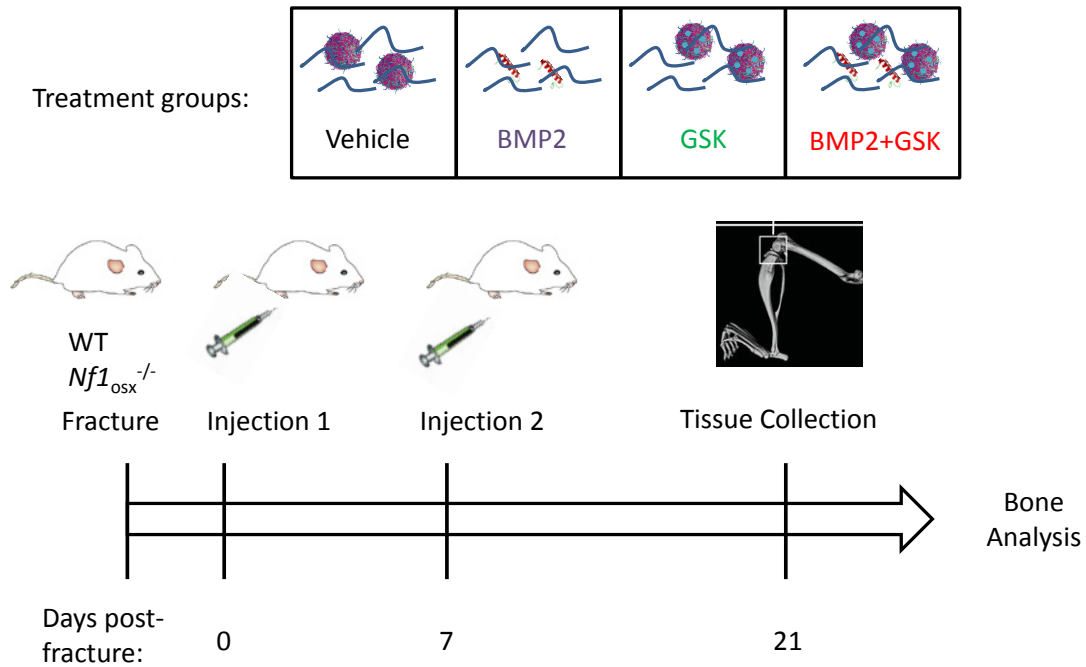 Treatment groups:
Vehicle
BMP2
GSK
BMP2+GSK
WT
Nf1osx-/-
Fracture
Injection 1
Injection 2
Tissue Collection
Bone
Analysis
Days post-
fracture:
0
7
21